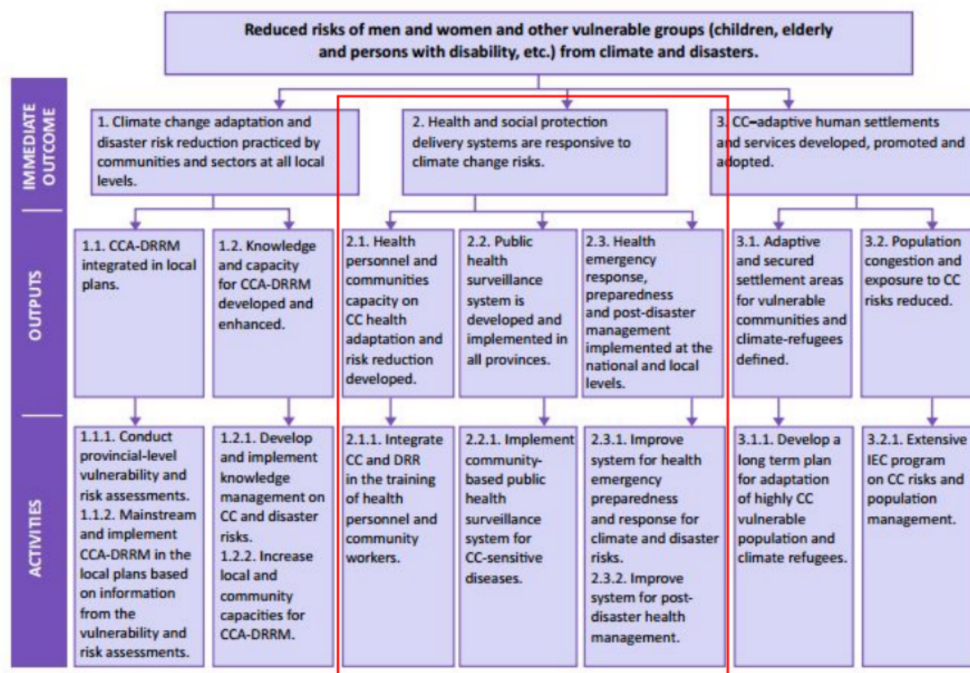 Reduced risks of men and women and other vulnerable groups (children, elderly
and persons with disability, etc.) from climate and disasters.
IMMEDIATE
OUTCOME
1. Climate change adaptation and
disaster risk reduction practiced by
communities and sectors at all local
levels.
2. Health and social protection
delivery systems are responsive to
climate change risks.
3. CC–adaptive human settlements
and services developed, promoted and
adopted.
OUTPUTS
1.1. CCA-DRRM
integrated in local
plans.
1.2. Knowledge
and capacity
for CCA-DRRM
developed and
enhanced.
2.1. Health
personnel and
communities
capacity on
CC health
adaptation and
risk reduction
developed.
2.2. Public
health
surveillance
system is
developed and
implemented in
all provinces.
2.3. Health
emergency
response,
preparedness
and post-disaster
management
implemented at the
national and local
levels.
3.1. Adaptive
and secured
settlement areas
for vulnerable
communities and
climate-refugees
defined.
3.2. Population
congestion and
exposure to CC
risks reduced.
ACTIVITIES
1.1.1. Conduct
provincial-level
vulnerability and
risk assessments.
1.1.2. Mainstream
and implement
CCA-DRRM in the
local plans based
on information
from the
vulnerability and
risk assessments.
1.2.1. Develop
and implement
knowledge
management on
CC and disaster
risks.
1.2.2. Increase
local and
community
capacities for
CCA-DRRM.
2.1.1. Integrate
CC and DRR
in the training
of health
personnel and
community
workers.
2.2.1. Implement
community-
based public
health
surveillance
system for
CC-sensitive
diseases.
2.3.1. Improve
system for health
emergency
preparedness
and response for
climate and disaster
risks.
2.3.2. Improve
system for post-
disaster health
management.
3.1.1. Develop a
long term plan
for adaptation
of highly CC
vulnerable
population and
climate refugees.
3.2.1. Extensive
IEC program
on CC risks and
population
management.